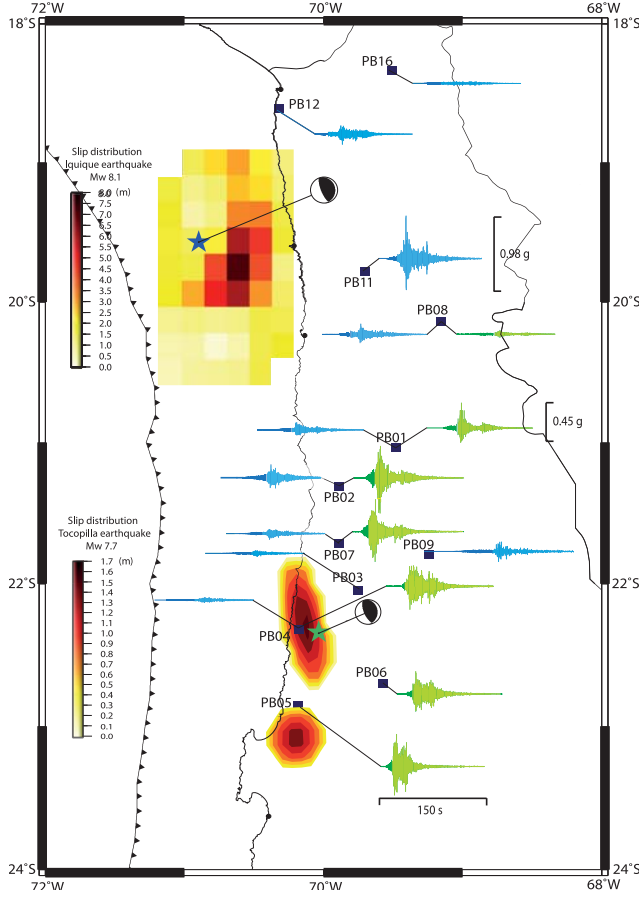 72°W
70°W
68°W
18°S
18°S
PB16
PB12
Slip distribution
Iquique earthquake
Mw 8.1
8.0 (m)
7.5
7.0
6.5
6.0
5.5
5.0
4.5
4.0
3.5
3.0
2.5
2.0
1.5
1.0
0.5
0.0
0.98 g
PB11
20°S
20°S
PB08
0.45 g
PB01
PB02
Slip distribution
Tocopilla earthquake
Mw 7.7
1.7 (m)
1.6
1.5
1.4
1.3
1.2
1.1
1.0
0.9
0.8
0.7
0.6
0.5
0.4
0.3
0.2
0.1
0.0
PB07
PB09
22°S
22°S
PB03
PB04
PB06
PB05
150 s
24°S
24°S
72°W
70°W
68°W